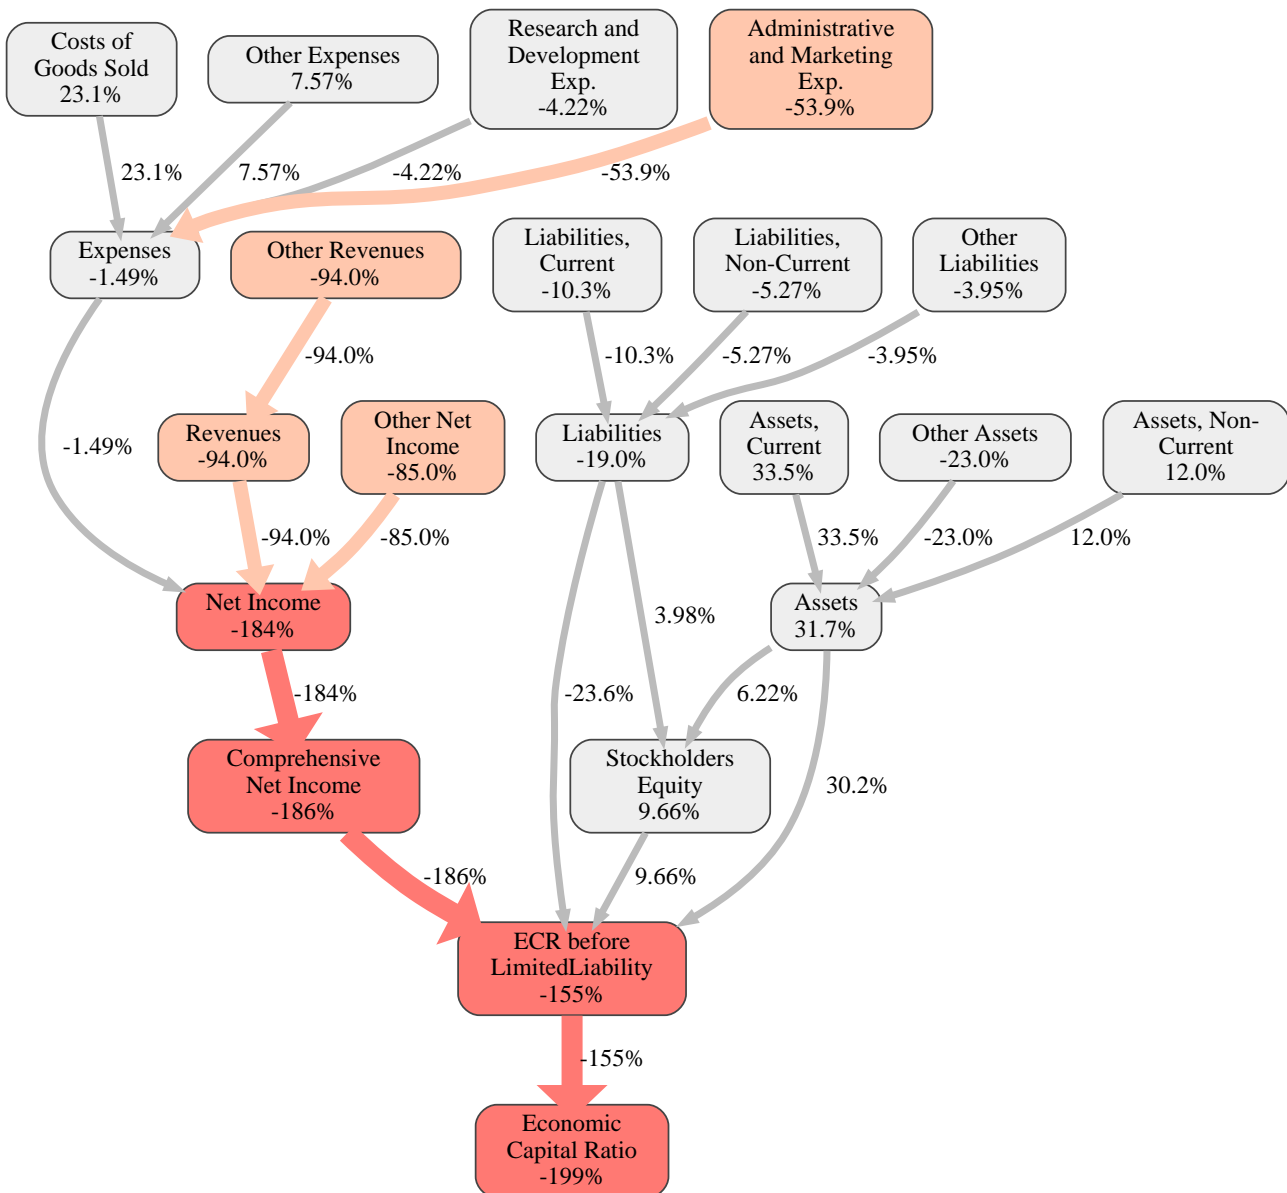 Costs of
Goods Sold
23.1%
Other Expenses
7.57%
Research and
Development
Exp.
-4.22%
Administrative
and Marketing
Exp.
-53.9%
23.1%
7.57%
-4.22%
-53.9%
Expenses
-1.49%
Other Revenues
-94.0%
Liabilities,
Current
-10.3%
Liabilities,
Non-Current
-5.27%
Other
Liabilities
-3.95%
-94.0%
-10.3%
-5.27%
-3.95%
-1.49%
Revenues
-94.0%
Other Net
Income
-85.0%
Liabilities
-19.0%
Assets,
Current
33.5%
Other Assets
-23.0%
Assets, Non-
Current
12.0%
-94.0%
-85.0%
33.5%
-23.0%
12.0%
Net Income
-184%
3.98%
Assets
31.7%
-184%
-23.6%
6.22%
30.2%
Comprehensive
Net Income
-186%
Stockholders
Equity
9.66%
-186%
9.66%
ECR before
LimitedLiability
-155%
-155%
Economic
Capital Ratio
-199%